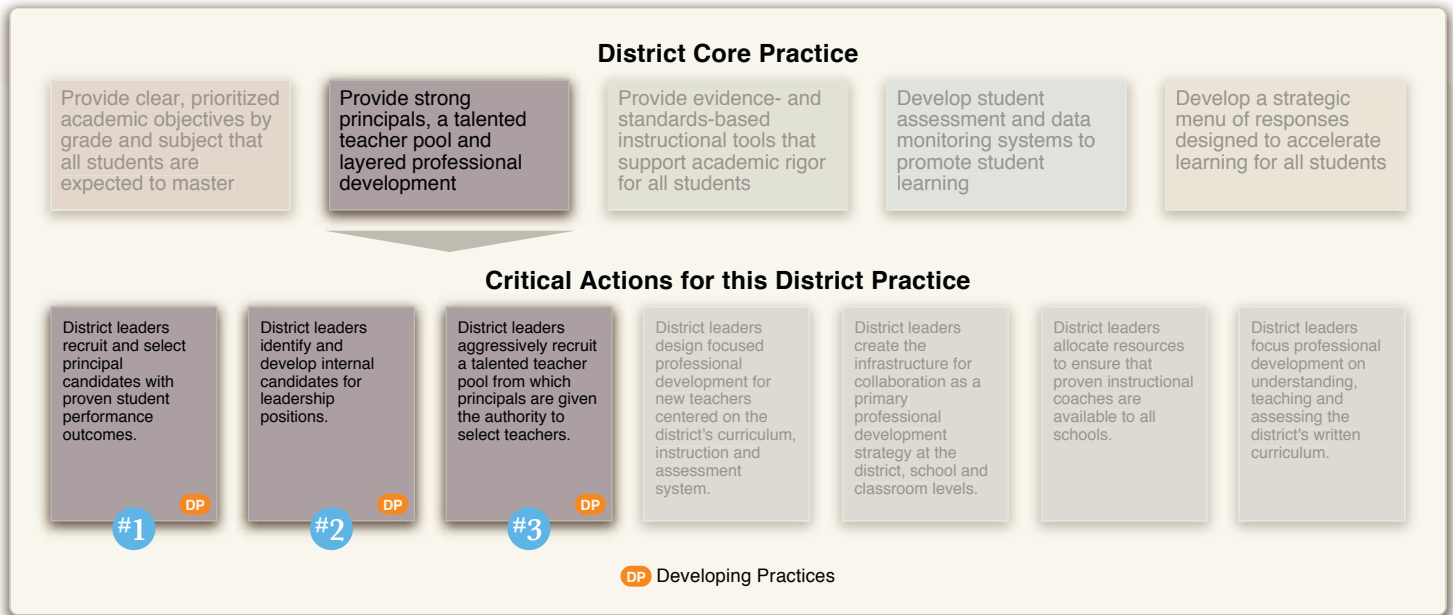 District Core Practice
Provide clear, prioritized
academic objectives by
grade and subject that
all students are
expected to master
Provide strong
principals, a talented
teacher pool and
layered professional
development
Provide evidence- and
standards-based
instructional tools that
support academic rigor
for all students
Develop student
assessment and data
monitoring systems to
promote student
learning
Develop a strategic
menu of responses
designed to accelerate
learning for all students
Critical Actions for this District Practice
District leaders
recruit and select
principal
candidates with
proven student
performance
outcomes.
DP
#1
District leaders
identify and
develop internal
candidates for
leadership
positions.
DP
#2
District leaders
aggressively recruit
a talented teacher
pool from which
principals are given
the authority to
select teachers.
DP
#3
District leaders
design focused
professional
development for
new teachers
centered on the
district's curriculum,
instruction and
assessment
system.
District leaders
create the
infrastructure for
collaboration as a
primary
professional
development
strategy at the
district, school and
classroom levels.
District leaders
allocate resources
to ensure that
proven instructional
coaches are
available to all
schools.
District leaders
focus professional
development on
understanding,
teaching and
assessing the
district's written
curriculum.
DP Developing Practices